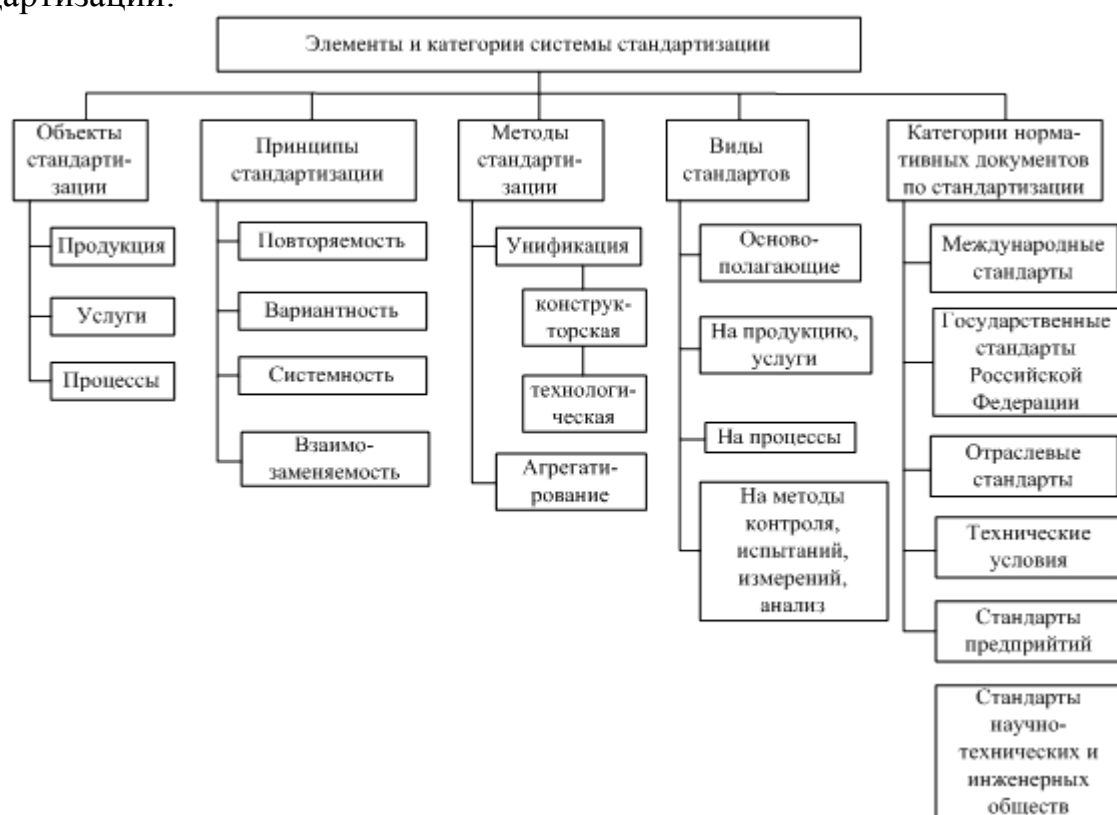 дартизации.
Элементы и категории системы стандартизации
Объекты
стандарти-
зации
Принципы
стандартизации
Методы
стандарти-
зации
Виды
стандартов
Категории норма-
тивных документов
по стандартизации
Продукция
Услуги
Процессы
Повторяемость
Вариантность
Системность
Взаимо-
заменяемость
Унификация
конструк-
торская
технологи-
ческая
Агрегати-
рование
Осново-
полагающие
На продукцию,
услуги
На процессы
На методы
контроля,
испытаний,
измерений,
анализ
Международные
стандарты
Государственные
стандарты
Российской
Федерации
Отраслевые
стандарты
Технические
условия
Стандарты
предприйтий
Стандарты
научно-
технических и
инженерных
обществ